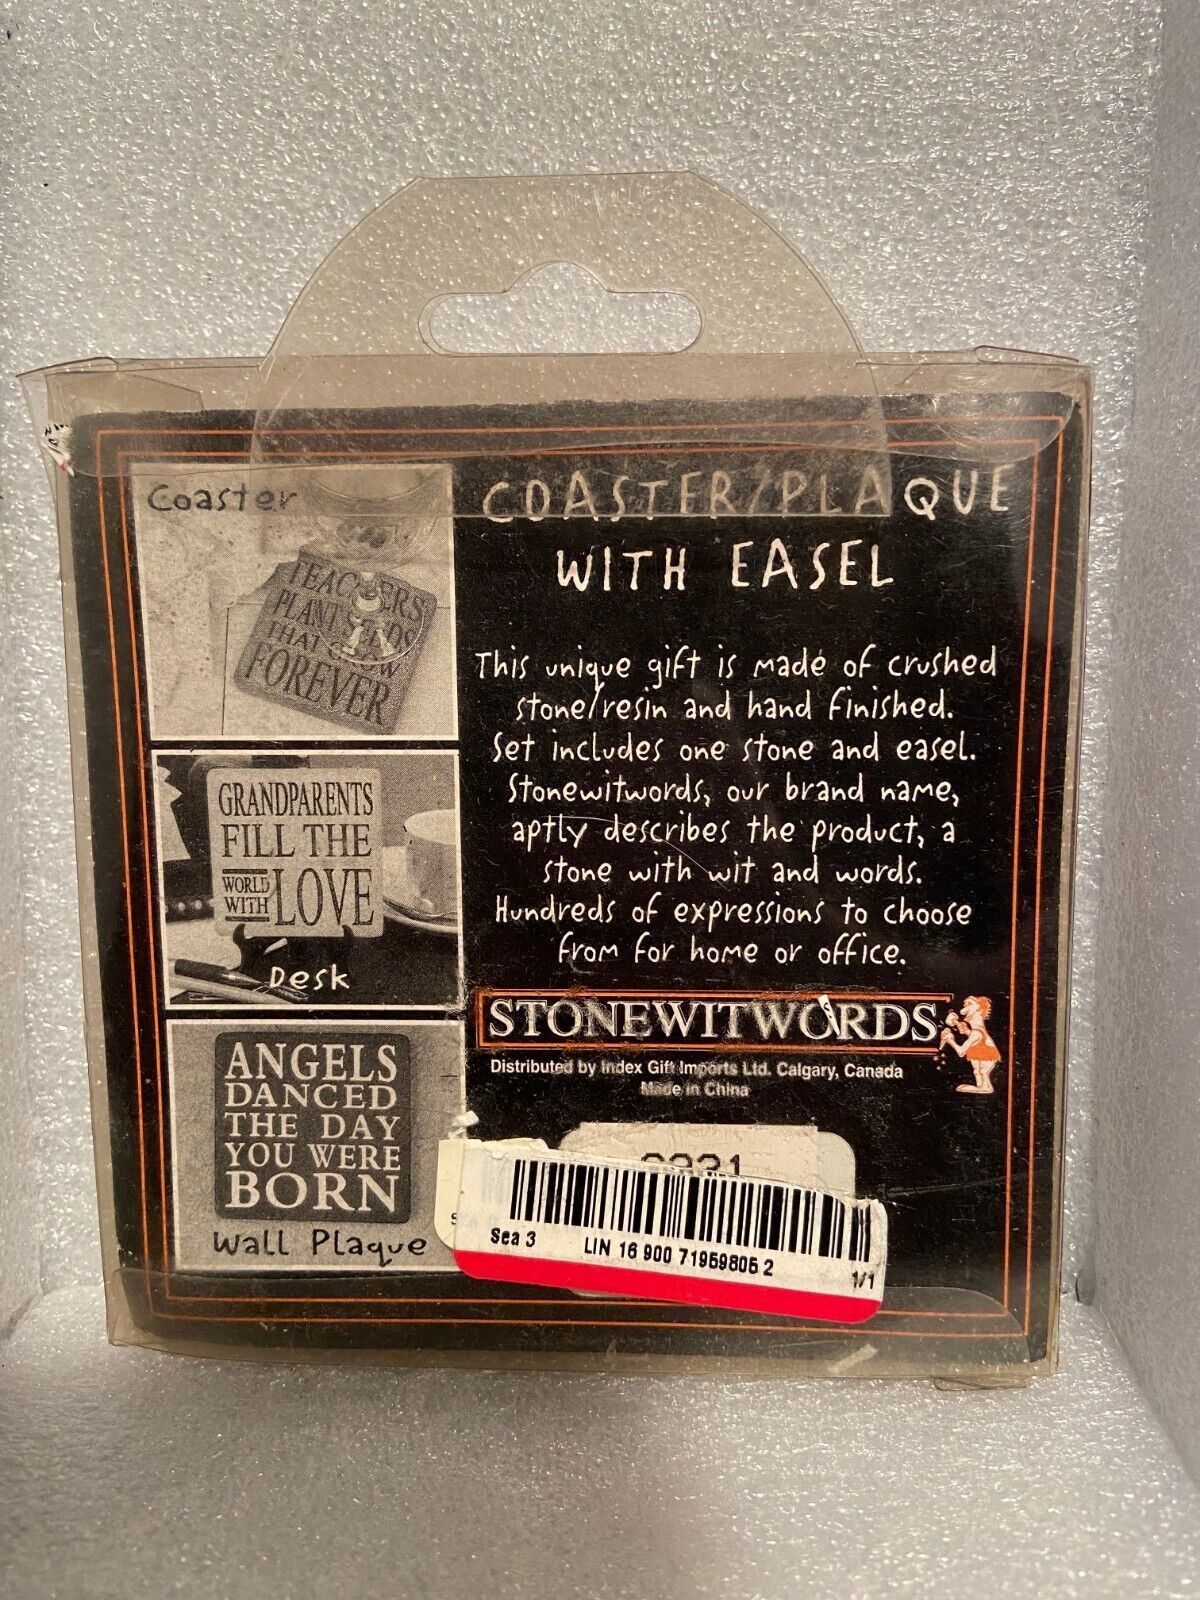 Coaster
TEACHERS
PLANT SEEDS
THAT GROW
FOREVER
GRANDPARENTS
FILL THE
WORLD
WITH
LOVE
Desk
ANGELS
DANCED
THE DAY
YOU WERE
BORN
Wall Plaque
COASTER/PLAQUE
WITH EASEL
This unique gift is made of crushed
stone/resin and hand finished.
Set includes one stone and easel.
Stonewitwords, our brand name,
aptly describes the product, a
stone with wit and words.
Hundreds of expressions to choose
from for home or office.
STONEWITWORDS
Distributed by Index Gift Imports Ltd. Calgary, Canada
Made in China
Sea 3
LIN 16 900 71959805 2
1/1